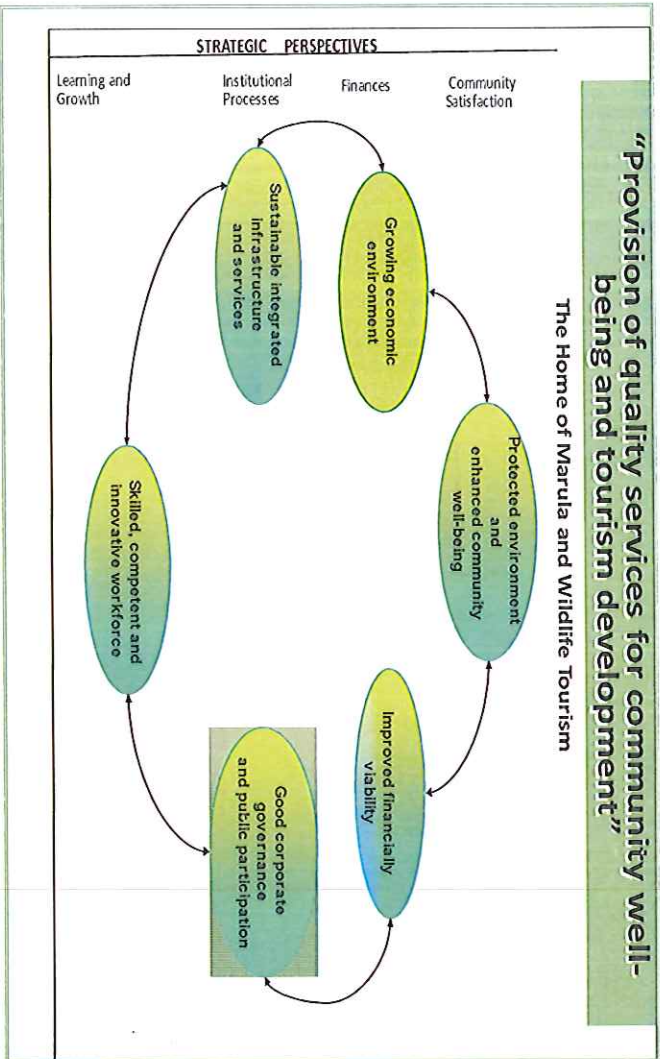 "Provision of quality services for community well-
being and tourism development"
The Home of Marula and Wildlife Tourism
STRATEGIC PERSPECTIVES
Community
Satisfaction
Protected environment
and
enhanced community
well-being
Finances
Growing economic
environment
Improved financially
viability
Institutional
Processes
Sustainable integrated
infrastructure
and services
Good corporate
governance
and public participation
Learning and
Growth
Skilled, competent and
innovative workforce